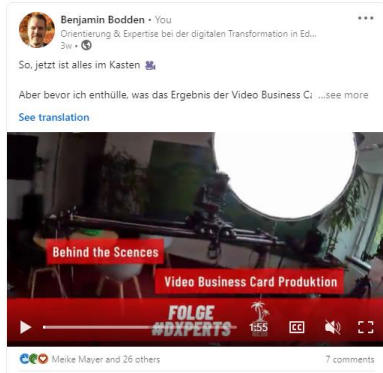 Benjamin Bodden • You
Orientierung & Expertise bei der digitalen Transformation in Ed...
3w •
So, jetzt ist alles im Kasten
Aber bevor ich enthülle, was das Ergebnis der Video Business Ca ...see more
See translation
Behind the Scences
Video Business Card Produktion
FOLGE
#DXPERTS
1:55
CC
Meike Mayer and 26 others
7 comments